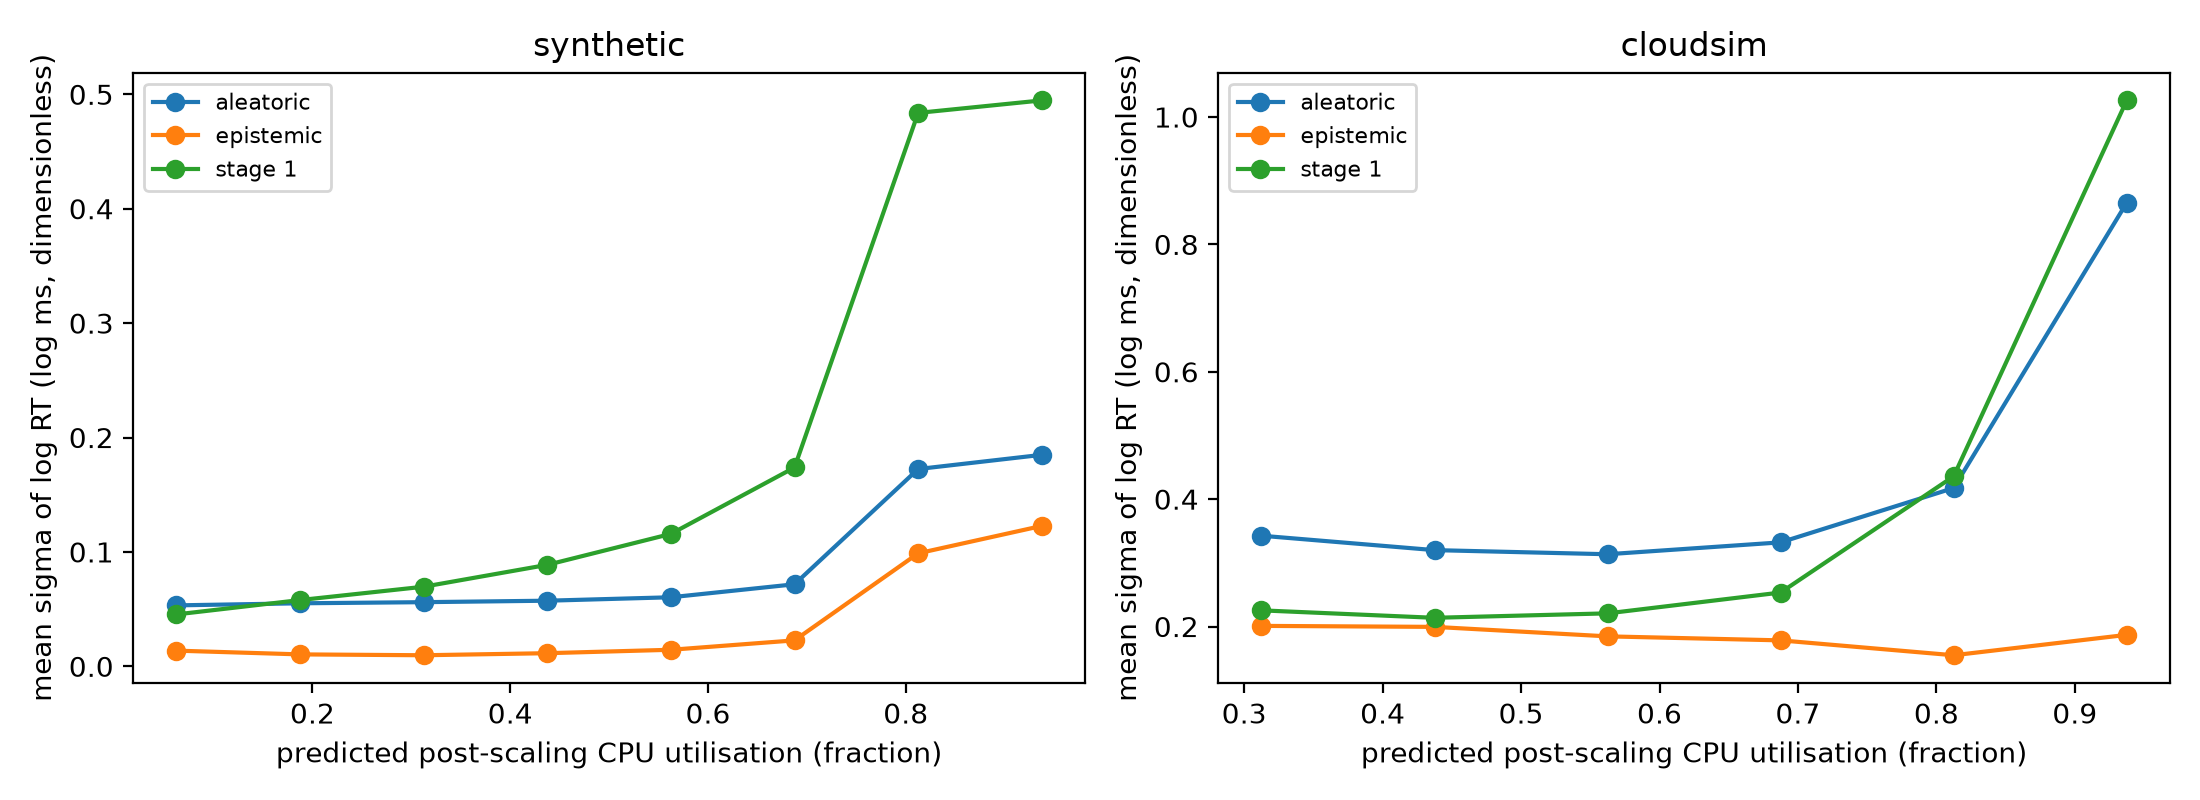 synthetic
mean sigma of log RT (log ms, dimensionless)
0.5
0.4
0.3
0.2
0.1
0.0
aleatoric
epistemic
stage 1
0.2
0.4
0.6
0.8
predicted post-scaling CPU utilisation (fraction)
cloudsim
mean sigma of log RT (log ms, dimensionless)
1.0
0.8
0.6
0.4
0.2
aleatoric
epistemic
stage 1
0.3
0.4
0.5
0.6
0.7
0.8
0.9
predicted post-scaling CPU utilisation (fraction)